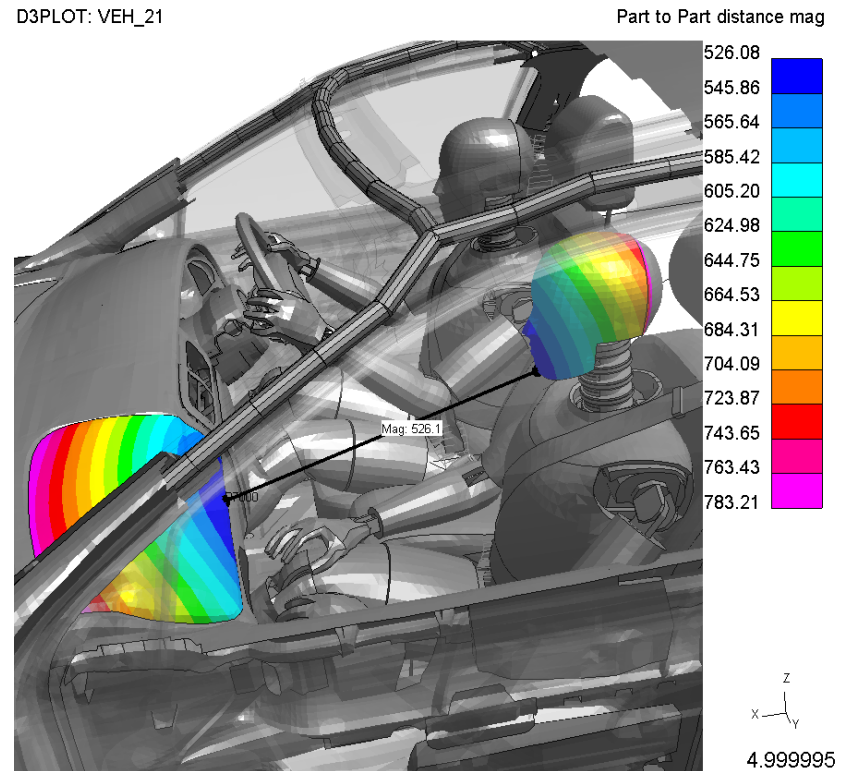 D3PLOT: VEH_21
Part to Part distance mag
526.08
545.86
565.64
585.42
605.20
624.98
644.75
664.53
684.31
704.09
723.87
743.65
763.43
783.21
Mag: 526.1
Z
X
Y
4.999995